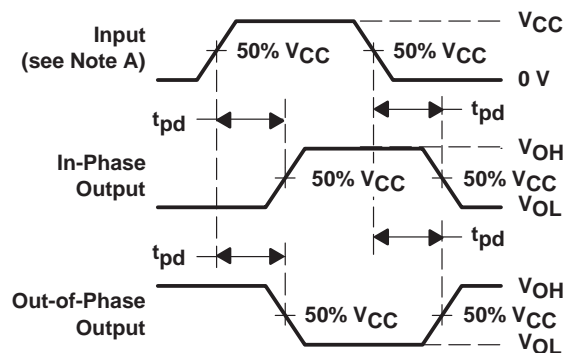 Input
(see Note A)
50% VCC
50% VCC
VCC
0 V
tpd
tpd
In-Phase
Output
50% VCC
VOH
50% VCC
VOL
tpd
tpd
Out-of-Phase
Output
50% VCC
VOH
50% VCC
VOL